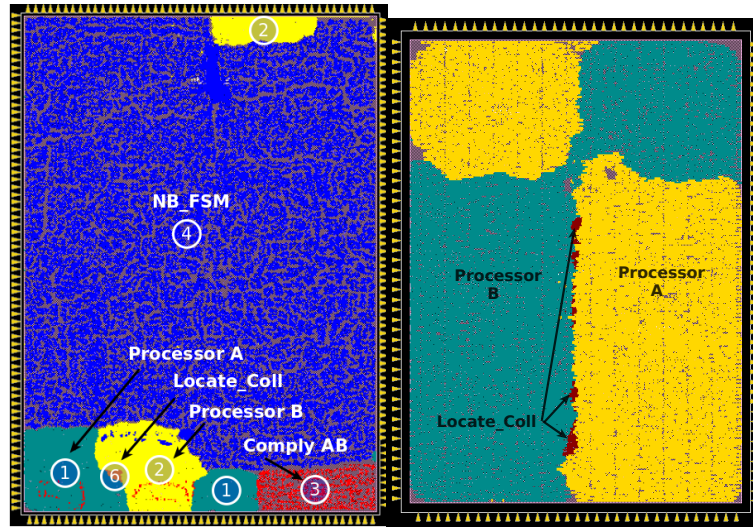 2
NB_FSM
4
Processor A
Locate_Coll
Processor B
Comply AB
1
6
2
1
3
Processor
B
Processor
A
Locate_Coll